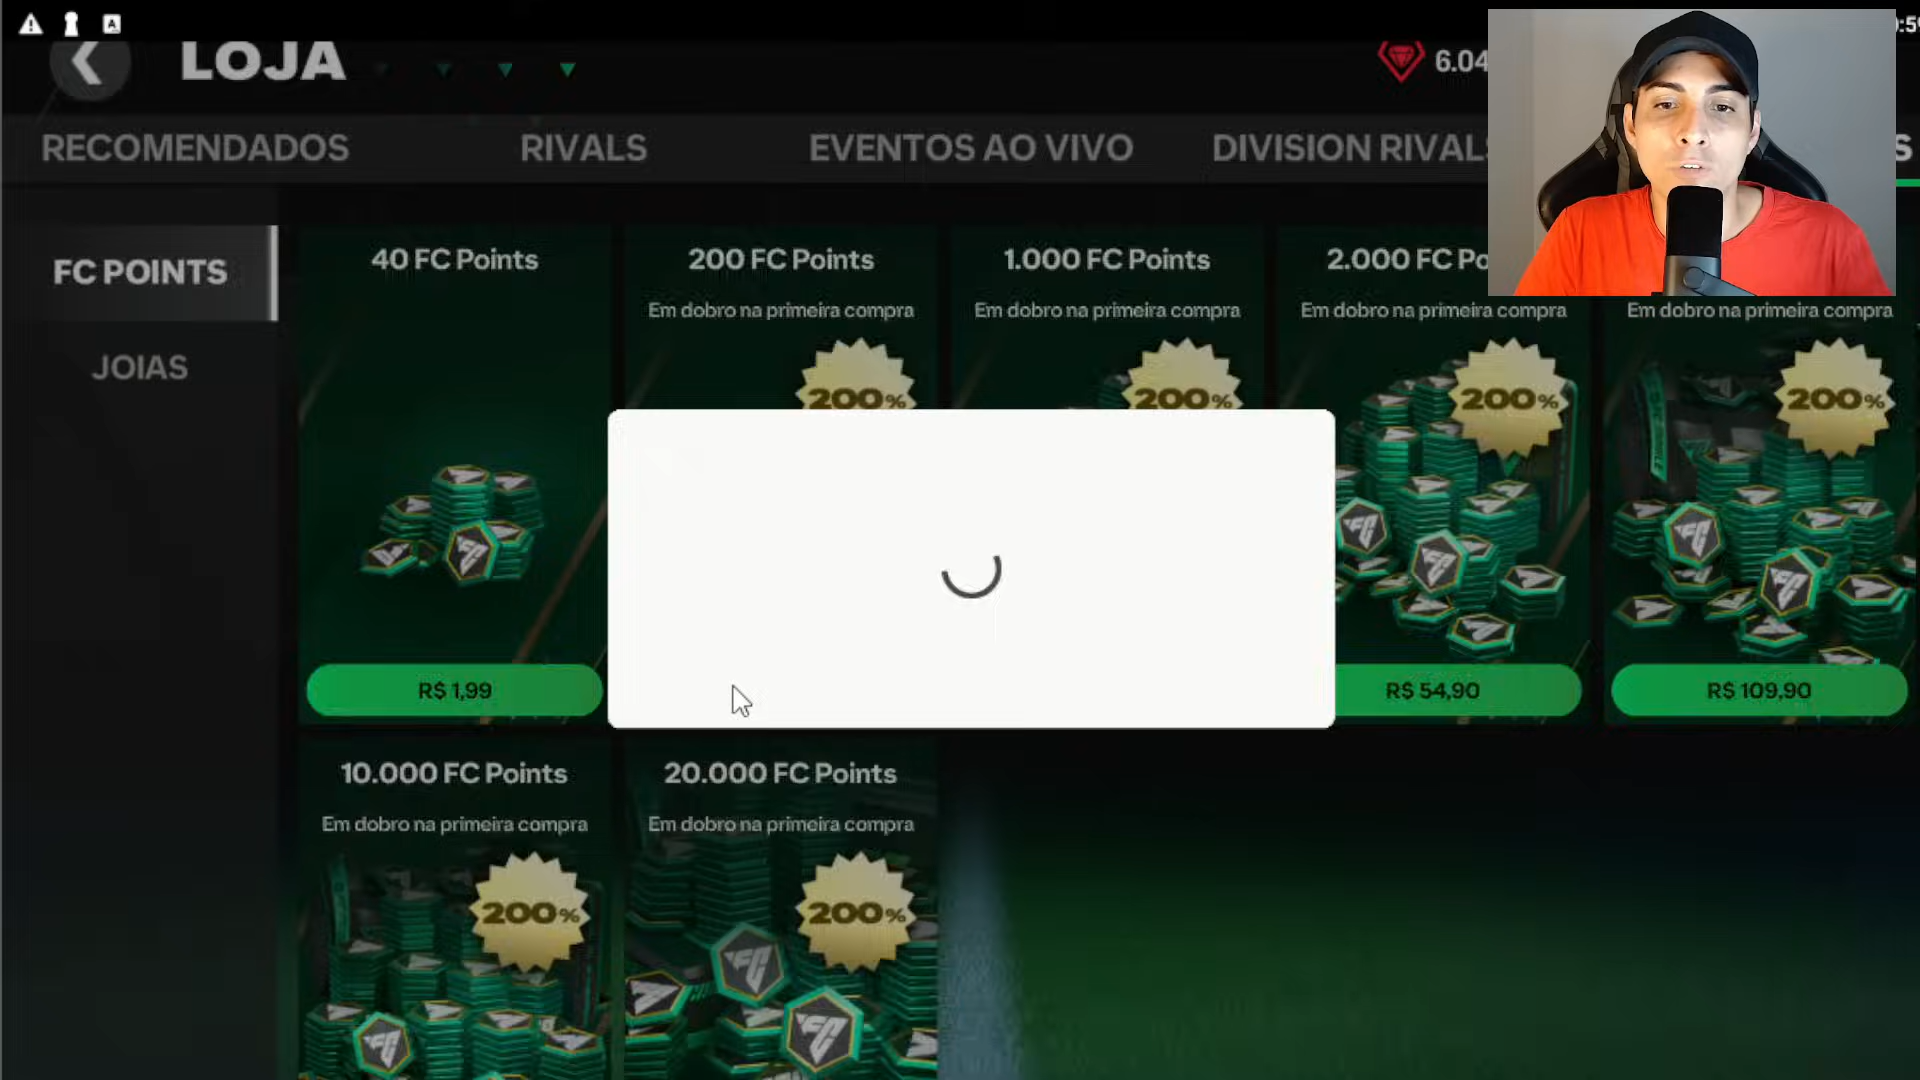 A
LOJA
6.04
RECOMENDADOS
RIVALS
EVENTOS AO VIVO
DIVISION RIVALS
S
FC POINTS
JOIAS
40 FC Points
200 FC Points
Em dobro na primeira compra
200%
1.000 FC Points
Em dobro na primeira compra
200%
2.000 FC Po
Em dobro na primeira compra
200%
Em dobro na primeira compra
200%
R$ 1,99
R$ 54,90
R$ 109,90
10.000 FC Points
Em dobro na primeira compra
200%
20.000 FC Points
Em dobro na primeira compra
200%